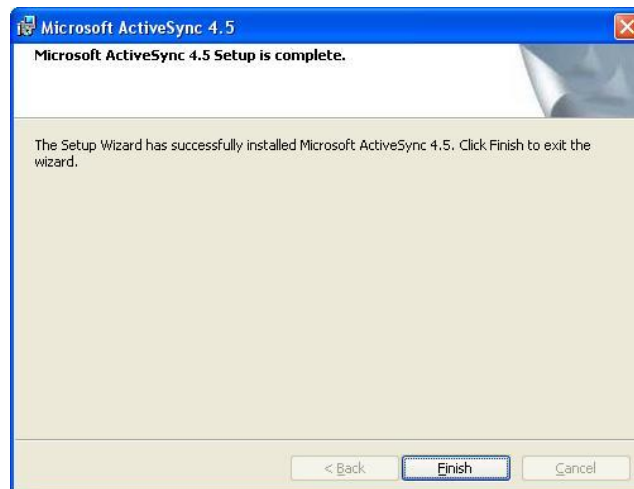 Microsoft ActiveSync 4.5
Microsoft ActiveSync 4.5 Setup is complete.
The Setup Wizard has successfully installed Microsoft ActiveSync 4.5. Click Finish to exit the
wizard.
< Back Finish Cancel